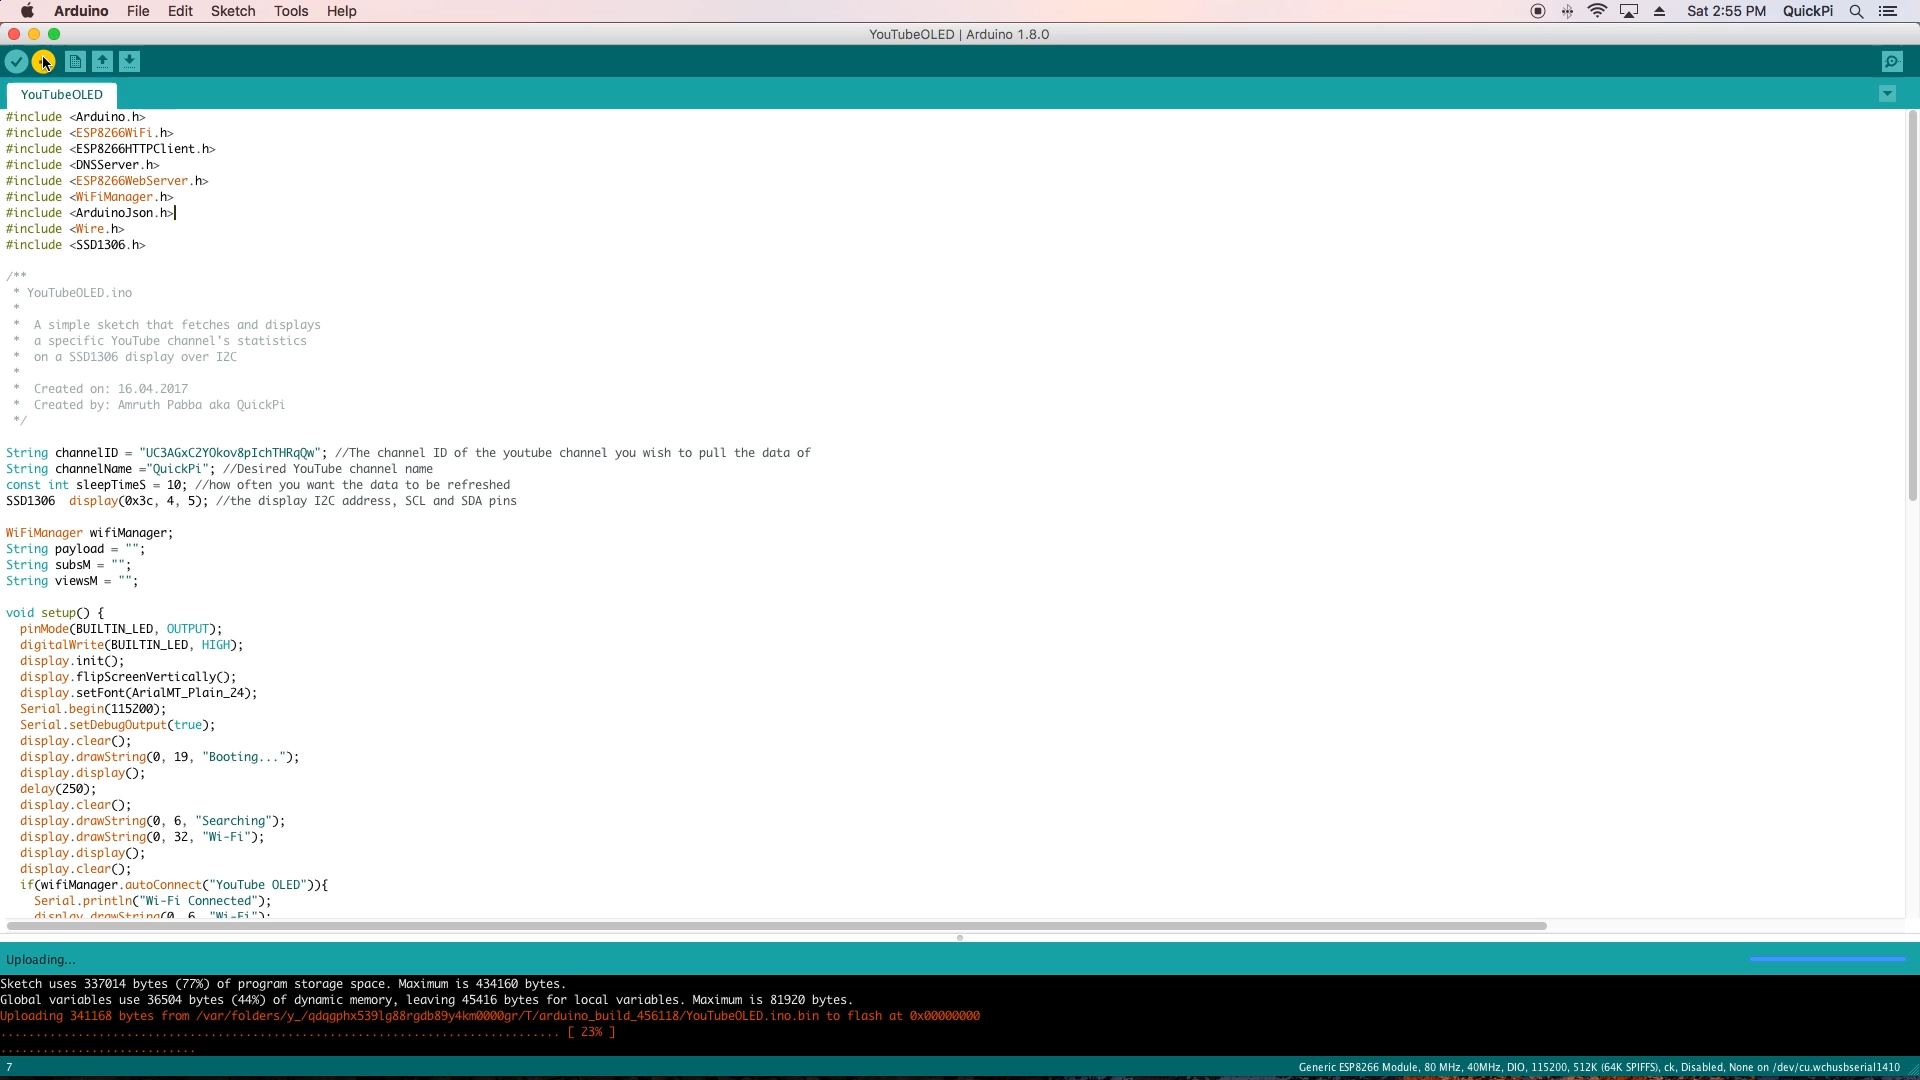 Arduino File Edit Sketch Tools Help Sat 2:55 PM QuickPi
YouTubeOLED | Arduino 1.8.0
YouTubeOLED
#include <Arduino.h>
#include <ESP8266WiFi.h>
#include <ESP8266HTTPClient.h>
#include <DNSServer.h>
#include <ESP8266WebServer.h>
#include <WiFiManager.h>
#include <ArduinoJson.h>
#include <Wire.h>
#include <SSD1306.h>
/**
* YouTubeOLED.ino
*
* A simple sketch that fetches and displays
* a specific YouTube channel's statistics
* on a SSD1306 display over I2C
*
* Created on: 16.04.2017
* Created by: Amruth Pabba aka QuickPi
*/
String channelID = "UC3AGxC2YOkov8pIchTHRqQw"; //The channel ID of the youtube channel you wish to pull the data of
String channelName ="QuickPi"; //Desired YouTube channel name
const int sleepTimeS = 10; //how often you want the data to be refreshed
SSD1306 display(0x3c, 4, 5); //the display I2C address, SCL and SDA pins
WiFiManager wifiManager;
String payload = "";
String subsM = "";
String viewsM = "";
void setup() {
pinMode(BUILTIN_LED, OUTPUT);
digitalWrite(BUILTIN_LED, HIGH);
display.init();
display.flipScreenVertically();
display.setFont(ArialMT_Plain_24);
Serial.begin(115200);
Serial.setDebugOutput(true);
display.clear();
display.drawString(0, 19, "Booting...");
display.display();
delay(250);
display.clear();
display.drawString(0, 6, "Searching");
display.drawString(0, 32, "Wi-Fi");
display.display();
display.clear();
if(wifiManager.autoConnect("YouTube OLED")){
Serial.println("Wi-Fi Connected");
display.drawString(0, 6, "Wi-Fi");
Uploading...
Sketch uses 337014 bytes (77%) of program storage space. Maximum is 434160 bytes.
Global variables use 36504 bytes (44%) of dynamic memory, leaving 45416 bytes for local variables. Maximum is 81920 bytes.
Uploading 341168 bytes from /var/folders/y_/qdqgphx539lg88rgdb89y4km0000gr/T/arduino_build_456118/YouTubeOLED.ino.bin to flash at 0x00000000
................................................................................ [ 23% ]
............................
7 Generic ESP8266 Module, 80 MHz, 40MHz, DIO, 115200, 512K (64K SPIFFS), ck, Disabled, None on /dev/cu.wchusbserial1410